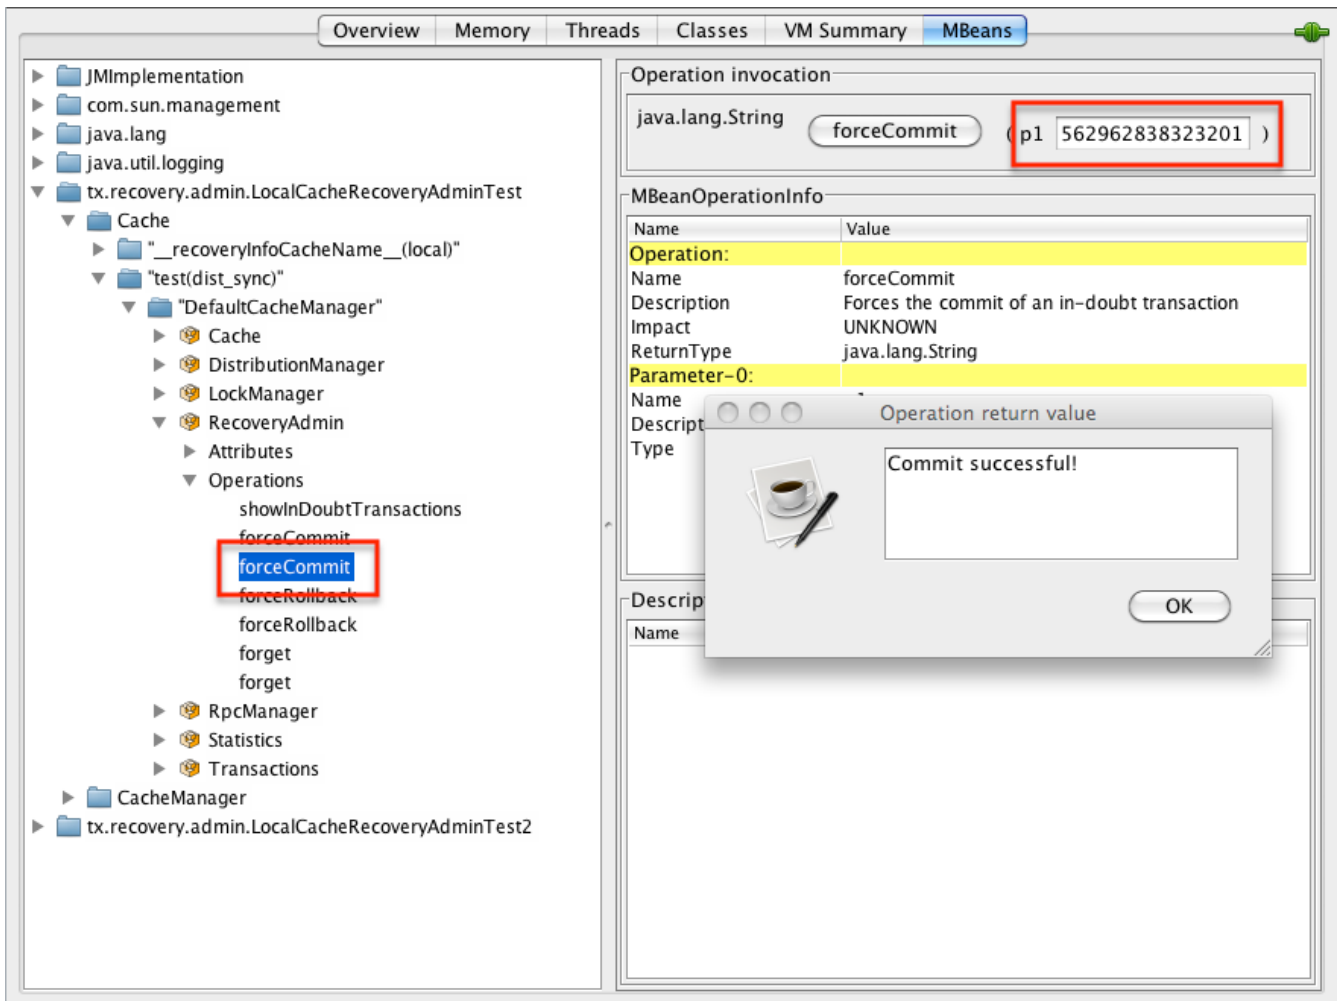 Overview Memory Threads Classes VM Summary MBeans
JMImplementation
com.sun.management
java.lang
java.util.logging
tx.recovery.admin.LocalCacheRecoveryAdminTest
Cache
"__recoveryInfoCacheName__(local)"
"test(dist_sync)"
"DefaultCacheManager"
Cache
DistributionManager
LockManager
RecoveryAdmin
Attributes
Operations
showInDoubtTransactions
forceCommit
forceCommit
forceRollback
forceRollback
forget
forget
RpcManager
Statistics
Transactions
CacheManager
tx.recovery.admin.LocalCacheRecoveryAdminTest2
Operation invocation
java.lang.String forceCommit ( p1 562962838323201 )
MBeanOperationInfo
Name Value
Operation:
Name forceCommit
Description Forces the commit of an in-doubt transaction
Impact UNKNOWN
ReturnType java.lang.String
Parameter-0:
Name
Descript
Type
Descrip
Name
Operation return value
Commit successful!
OK